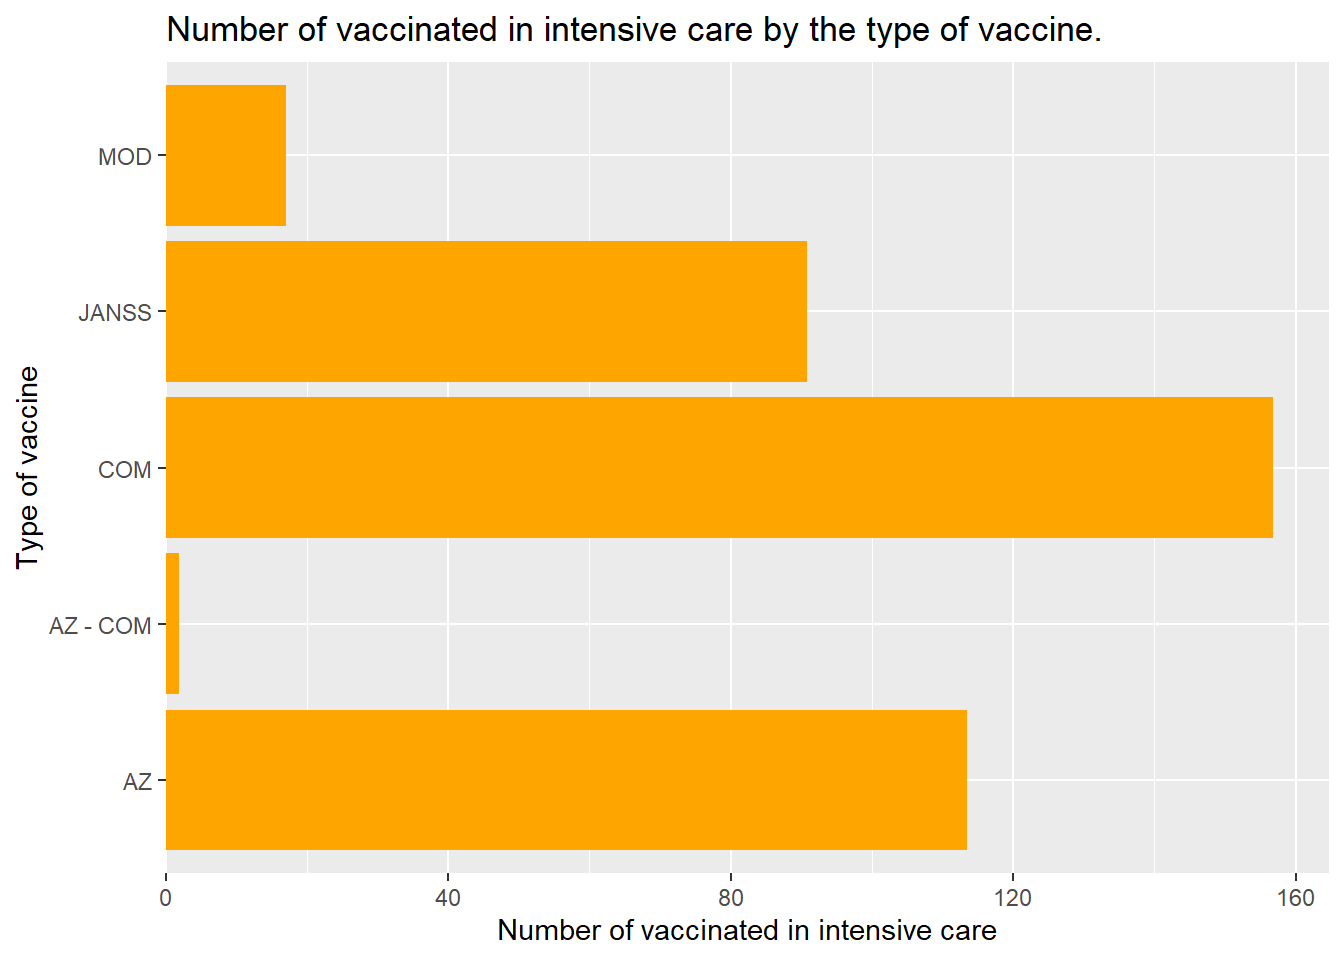 Number of vaccinated in intensive care by the type of vaccine.
MOD
JANSS
COM
AZ - COM
AZ
Type of vaccine
0 40 80 120 160
Number of vaccinated in intensive care